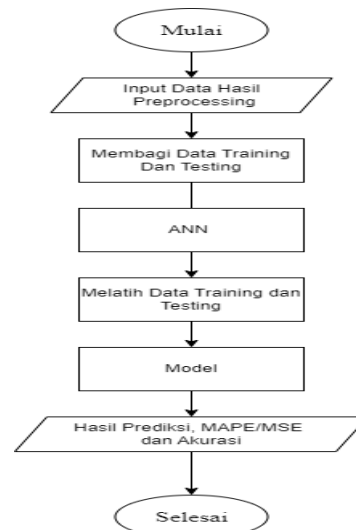 Mulai
Input Data Hasil
Preprocessing
Membagi Data Training
Dan Testing
ANN
Melatih Data Training dan
Testing
Model
Hasil Prediksi, MAPE/MSE
dan Akurasi
Selesai